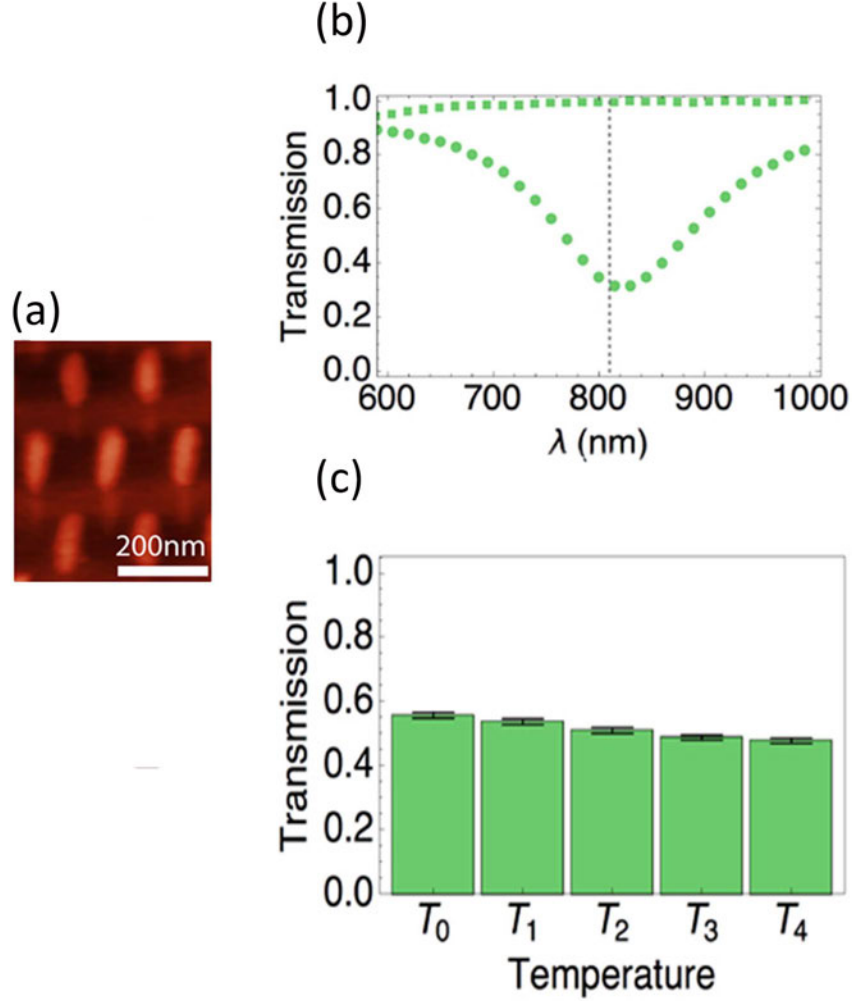 (b)
1.0
0.8
0.6
0.4
0.2
0.0
Transmission
600 700 800 900 1000
λ (nm)
(a)
200nm
(c)
1.0
0.8
0.6
0.4
0.2
0.0
Transmission
T0 T1 T2 T3 T4
Temperature